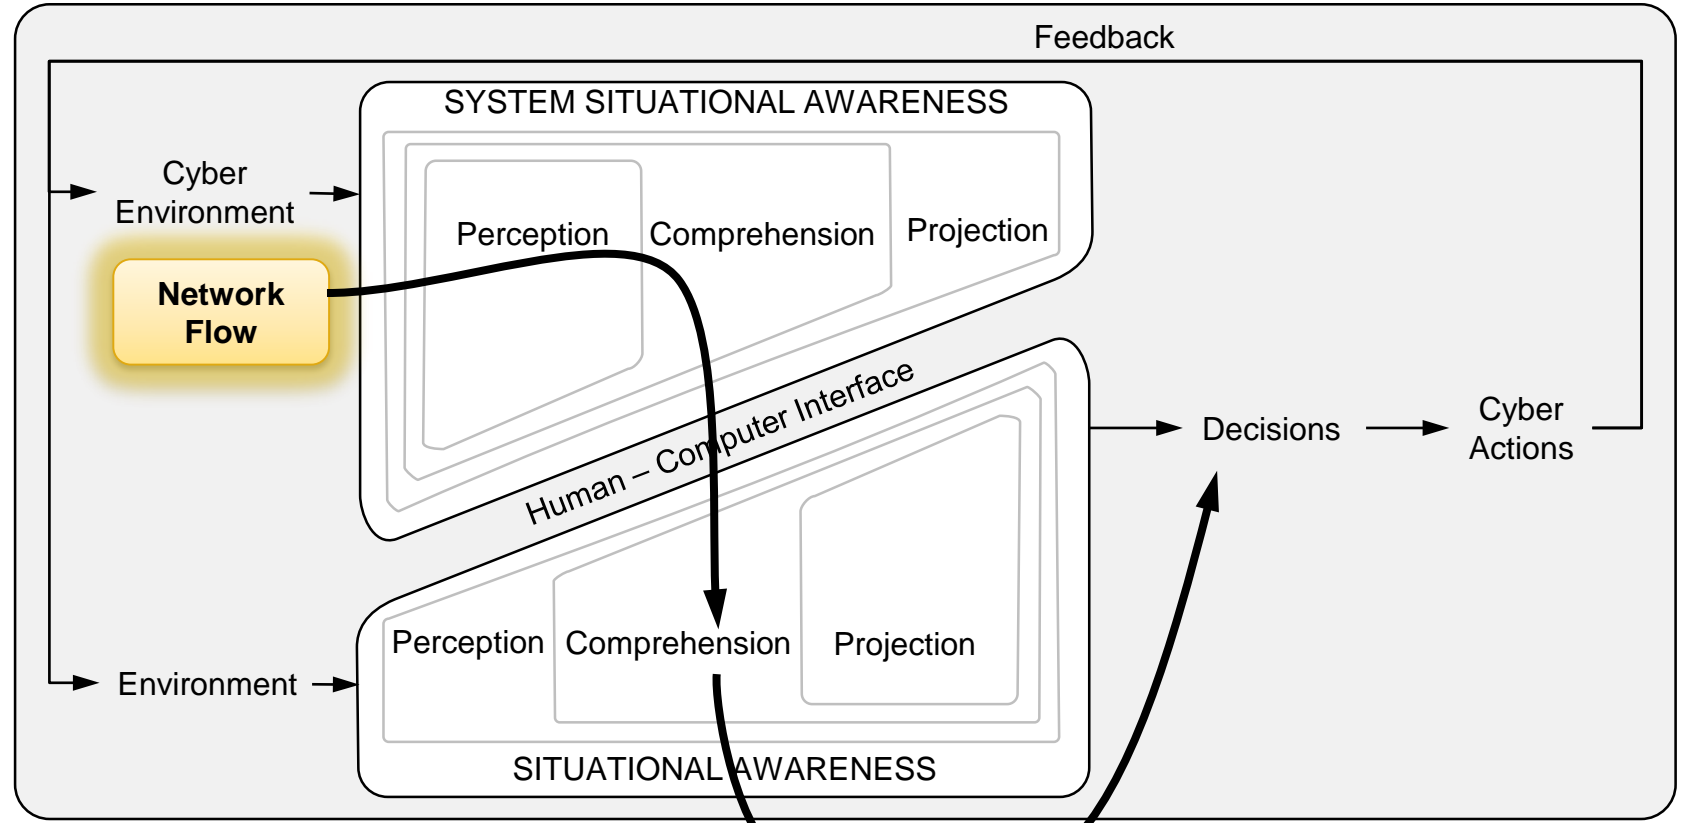 Feedback
SYSTEM SITUATIONAL AWARENESS
Cyber
Environment
Perception
Comprehension
Projection
Network
Flow
Human – Computer Interface
Decisions
Cyber
Actions
Perception
Comprehension
Projection
Environment
SITUATIONAL AWARENESS